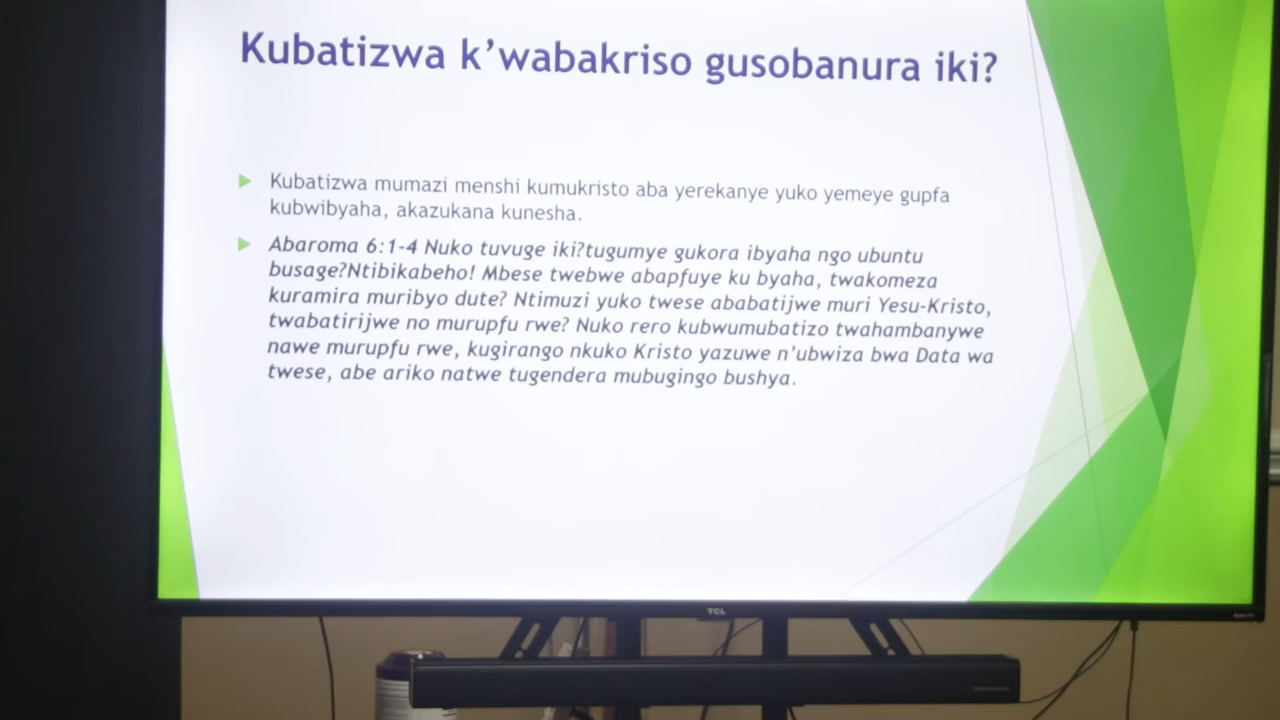 Kubatizwa k’wabakriso gusobanura iki?
Kubatizwa mumazi menshi kumukristo aba yerekanye yuko yemeye gupfa
kubwibyaha, akazukana kunesha.
Abaroma 6:1-4 Nuko tuvuge iki?tugumye gukora ibyaha ngo ubuntu
busage?Ntibikabeho! Mbese twebwe abapfuye ku byaha, twakomeza
kuramira muribyo dute? Ntimuzi yuko twese ababatijwe muri Yesu-Kristo,
twabatirijwe no murupfu rwe? Nuko rero kubwumubatizo twahambanywe
nawe murupfu rwe, kugirango nkuko Kristo yazuwe n’ubwiza bwa Data wa
twese, abe ariko natwe tugendera mubugingo bushya.
TCL